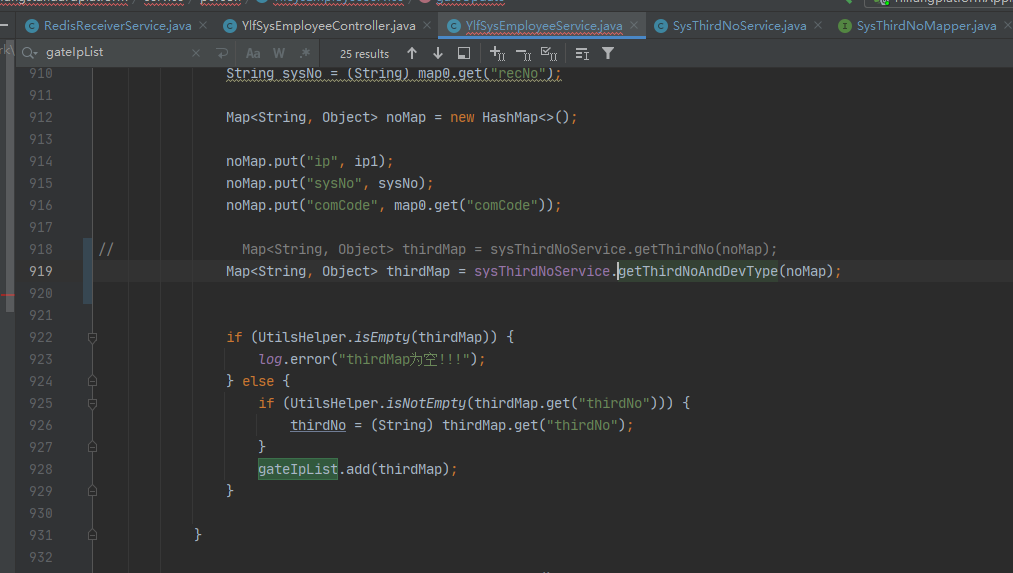 RedisReceiverService.java YlfSysEmployeeController.java YlfSysEmployeeService.java SysThirdNoService.java SysThirdNoMapper.java
gateIpList Aa W .* 25 results
910 String sysNo = (String) map0.get("recNo");
911
912 Map<String, Object> noMap = new HashMap<>();
913
914 noMap.put("ip", ip1);
915 noMap.put("sysNo", sysNo);
916 noMap.put("comCode", map0.get("comCode"));
917
918 // Map<String, Object> thirdMap = sysThirdNoService.getThirdNo(noMap);
919 Map<String, Object> thirdMap = sysThirdNoService.getThirdNoAndDevType(noMap);
920
921
922 if (UtilsHelper.isEmpty(thirdMap)) {
923 log.error("thirdMap为空!!!");
924 } else {
925 if (UtilsHelper.isNotEmpty(thirdMap.get("thirdNo"))) {
926 thirdNo = (String) thirdMap.get("thirdNo");
927 }
928 gateIpList.add(thirdMap);
929 }
930
931 }
932